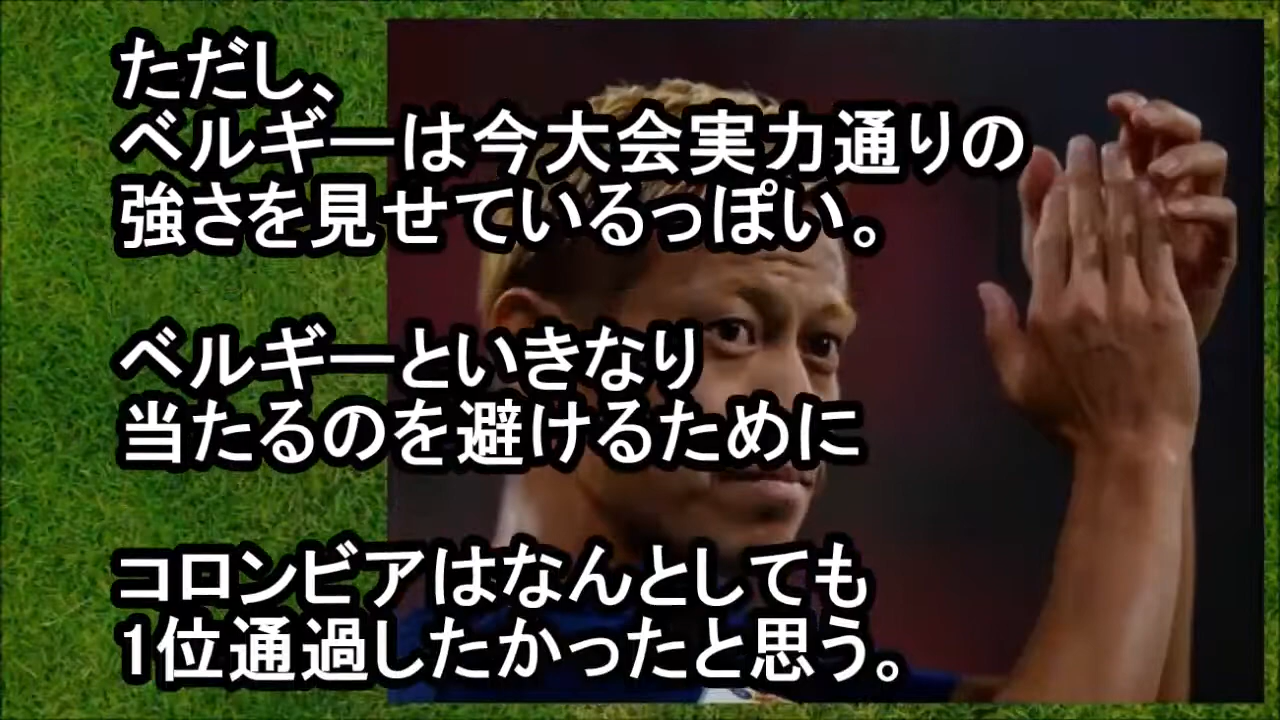 ただし、
ベルギーは今大会実力通りの
強さを見せているっぽい。
ベルギーといきなり
当たるのを避けるために
コロンビアはなんとしても
1位通過したかったと思う。